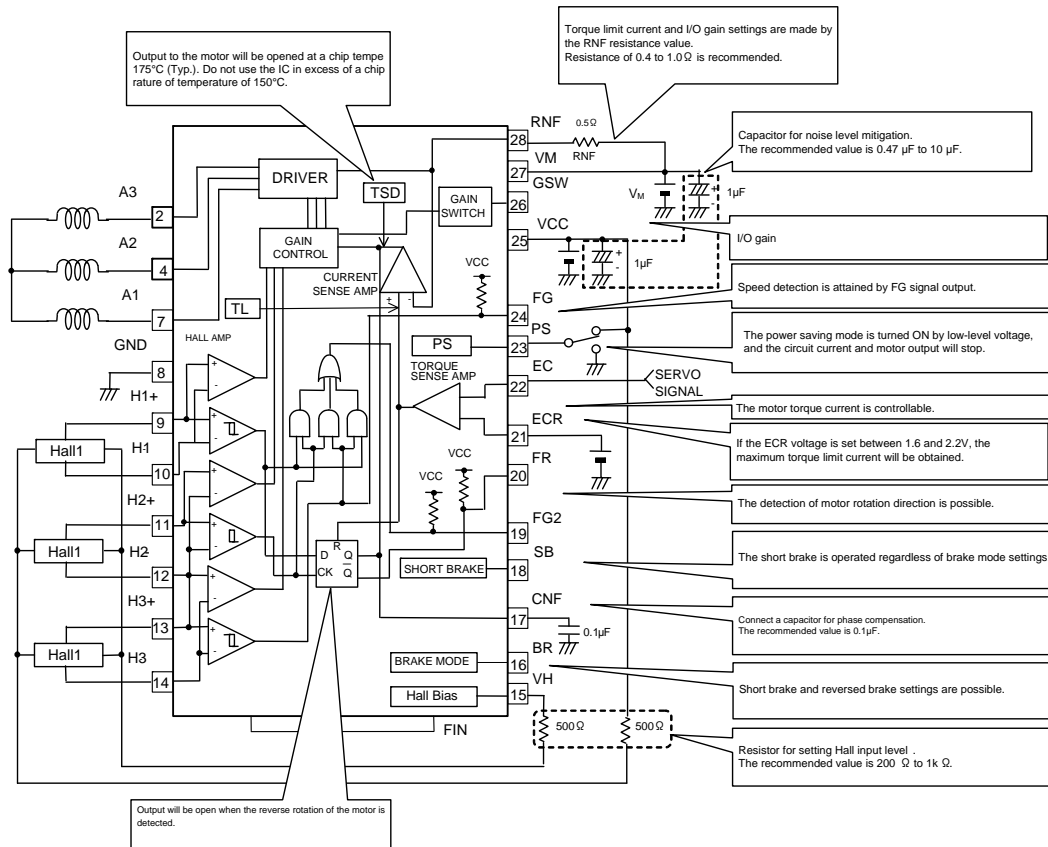 Output to the motor will be opened at a chip tempe
175°C (Typ.). Do not use the IC in excess of a chip
rature of temperature of 150°C.
Torque limit current and I/O gain settings are made by
the RNF resistance value.
Resistance of 0.4 to 1.0Ω is recommended.
Capacitor for noise level mitigation.
The recommended value is 0.47 µF to 10 µF.
I/O gain
Speed detection is attained by FG signal output.
The power saving mode is turned ON by low-level voltage,
and the circuit current and motor output will stop.
The motor torque current is controllable.
If the ECR voltage is set between 1.6 and 2.2V, the
maximum torque limit current will be obtained.
The detection of motor rotation direction is possible.
The short brake is operated regardless of brake mode settings
Connect a capacitor for phase compensation.
The recommended value is 0.1µF.
Short brake and reversed brake settings are possible.
Resistor for setting Hall input level .
The recommended value is 200 Ω to 1k Ω.
Output will be open when the reverse rotation of the motor is
detected.
A3
2
A2
4
A1
7
GND
8
H1+
9
H1
10
H2+
11
H2-
12
H3+
13
H3
14
Hall1
Hall1
Hall1
DRIVER
TSD
GAIN
SWITCH
GAIN
CONTROL
CURRENT
SENSE AMP
+ -
TL
HALL AMP
+
-
+
-
+
-
+
-
+
-
VCC
PS
TORQUE
SENSE AMP
VCC
VCC
R
D Q
CK Q
SHORT BRAKE
BRAKE MODE
Hall Bias
FIN
RNF
28
0.5Ω
RNF
VM
27
GSW
26
VCC
25
VM
+
-
1µF
+
-
1µF
FG
24
PS
23
EC
22
SERVO
SIGNAL
ECR
21
FR
20
FG2
19
SB
18
CNF
17
0.1µF
BR
16
VH
15
500Ω
500Ω